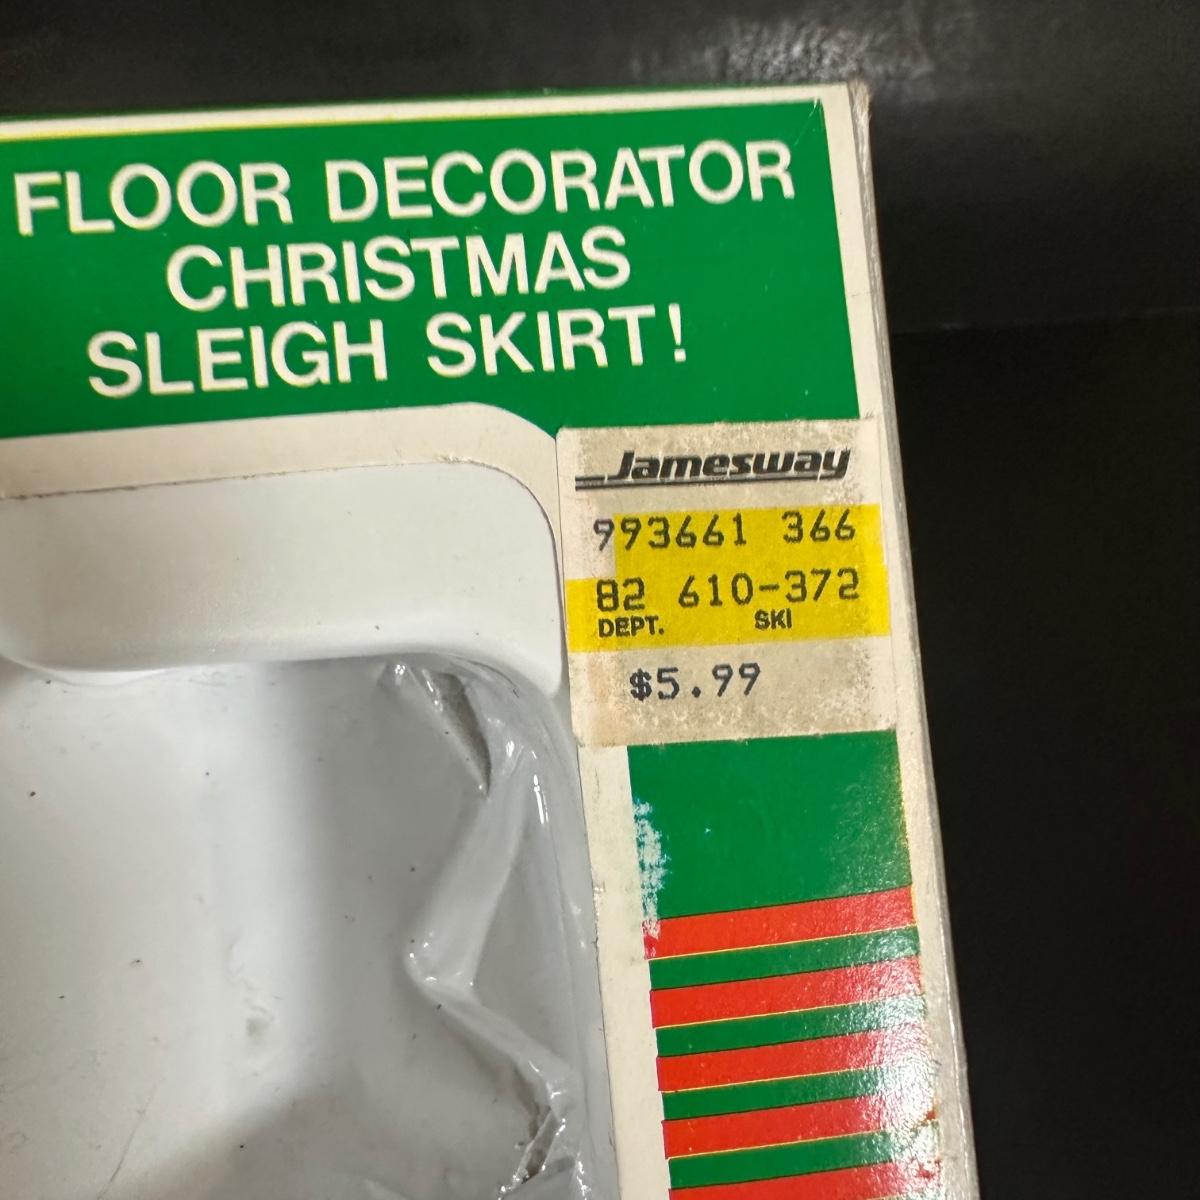 FLOOR DECORATOR
CHRISTMAS
SLEIGH SKIRT!
Jamesway
993661 366
82 610-372
DEPT. SKI
$5.99